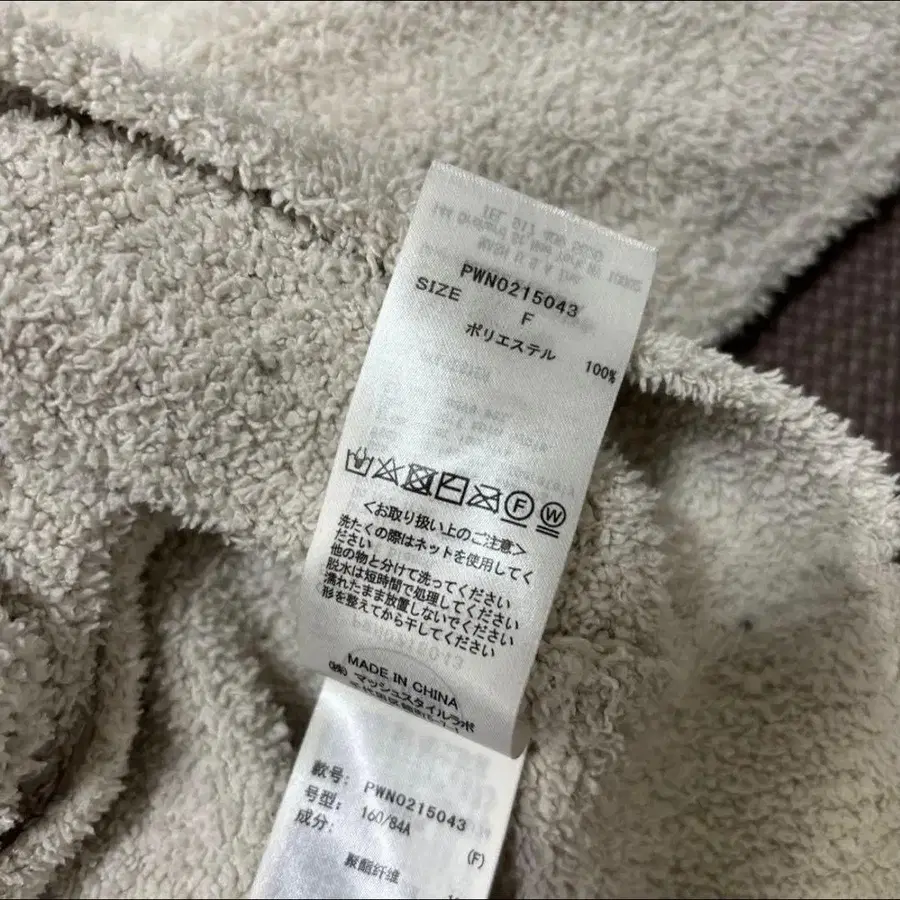 PWN0215043
SIZE
F
ポリエステル 100%
F W
<お取り扱い上のご注意>
洗たくの際はネットを使用してく
ださい
他の物と分けて洗ってください
脱水は短時間で処理してください
濡れたまま放置しないでください
形を整えてから干してください
MADE IN CHINA
(株) マッシュスタイルラボ
款号: PWN0215043
号型: 160/84A (F)
成分:
聚酯纤维